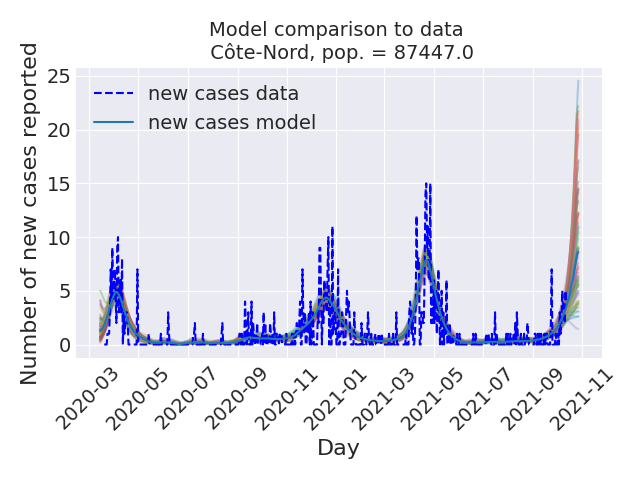 Model comparison to data
Côte-Nord, pop. = 87447.0
Number of new cases reported
25
20
15
10
5
0
new cases data
new cases model
2020-03
2020-05
2020-07
2020-09
2020-11
2021-01
2021-03
2021-05
2021-07
2021-09
2021-11
Day